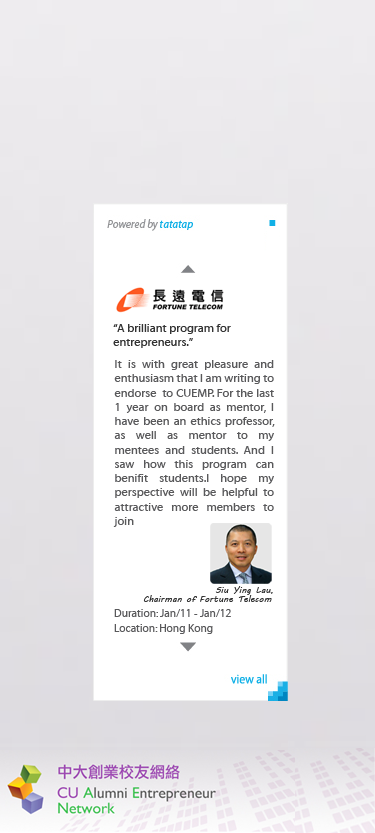 Powered by tatatap
長遠電信
FORTUNE TELECOM
“A brilliant program for
entrepreneurs.”
It is with great pleasure and
enthusiasm that I am writing to
endorse to CUEMP. For the last
1 year on board as mentor, I
have been an ethics professor,
as well as mentor to my
mentees and students. And I
saw how this program can
benifit students.I hope my
perspective will be helpful to
attractive more members to
join
Siu Ying Lau,
Chairman of Fortune Telecom
Duration: Jan/11 - Jan/12
Location: Hong Kong
view all
中大創業校友網絡
CU Alumni Entrepreneur
Network